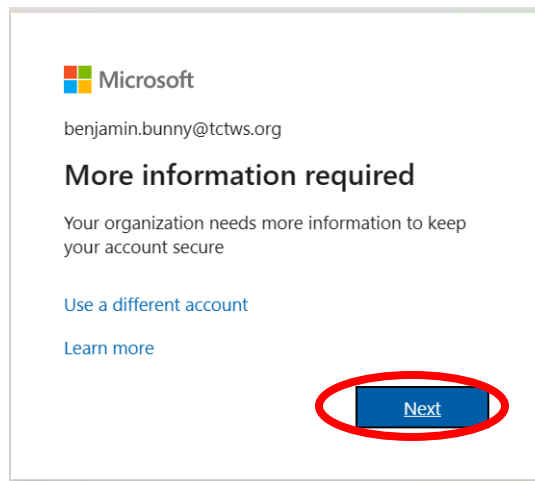 Microsoft
benjamin.bunny@tctws.org
More information required
Your organization needs more information to keep
your account secure
Use a different account
Learn more
Next